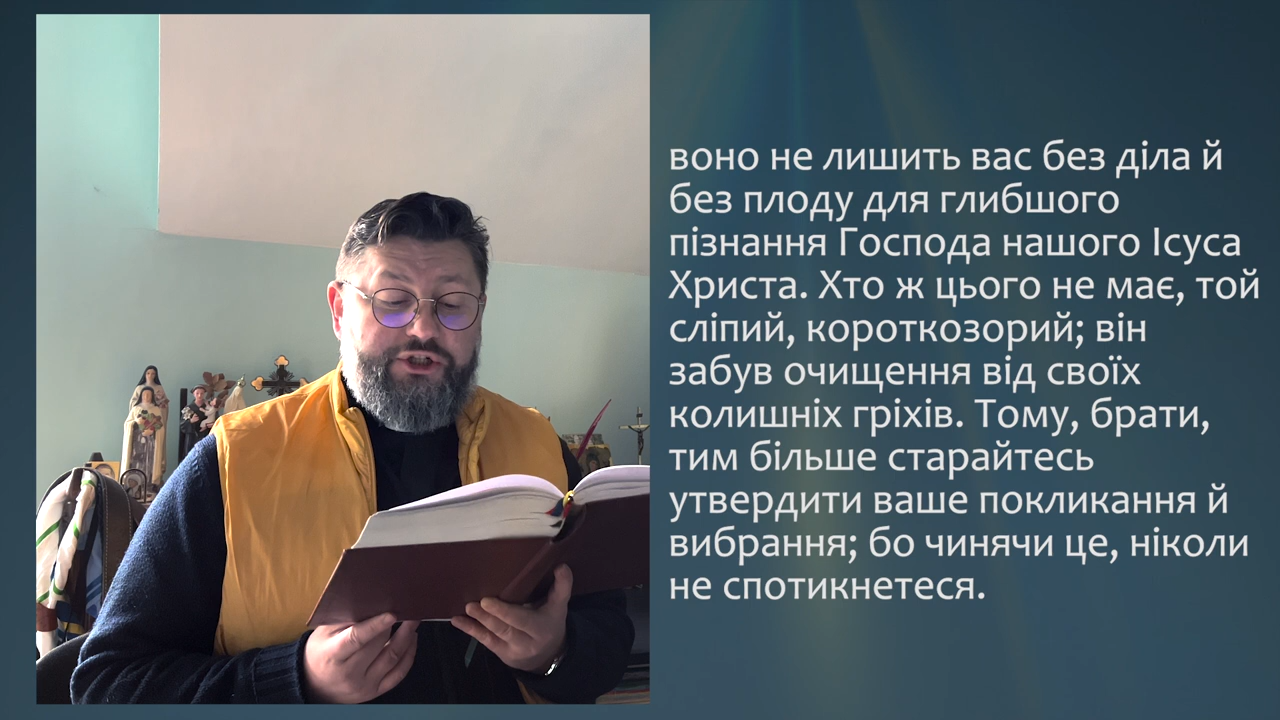 воно не лишить вас без діла й
без плоду для глибшого
пізнання Господа нашого Ісуса
Христа. Хто ж цього не має, той
сліпий, короткозорий; він
забув очищення від своїх
колишніх гріхів. Тому, брати,
тим більше старайтесь
утвердити ваше покликання й
вибрання; бо чинячи це, ніколи
не спотикнетеся.